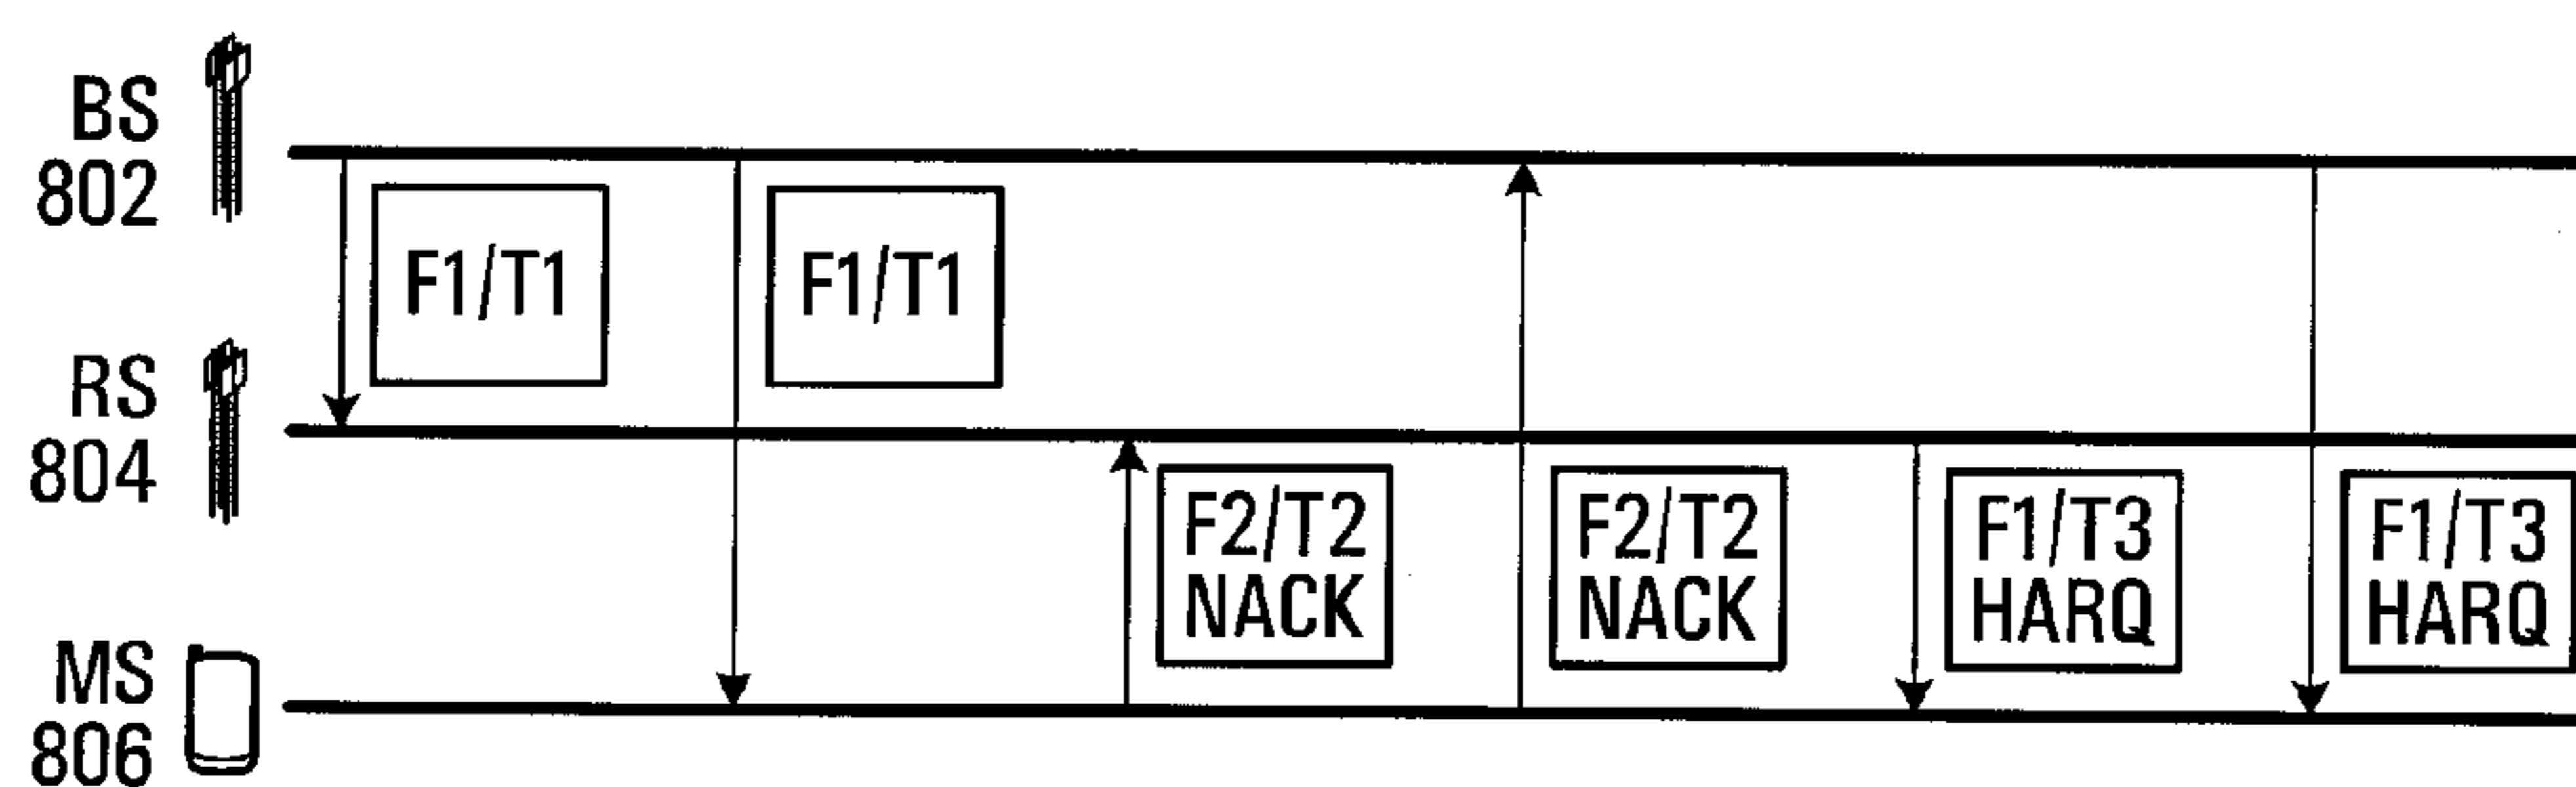 BS
802
F1/T1
F1/T1
RS
804
F2/T2
NACK
F2/T2
NACK
F1/T3
HARQ
F1/T3
HARQ
MS
806